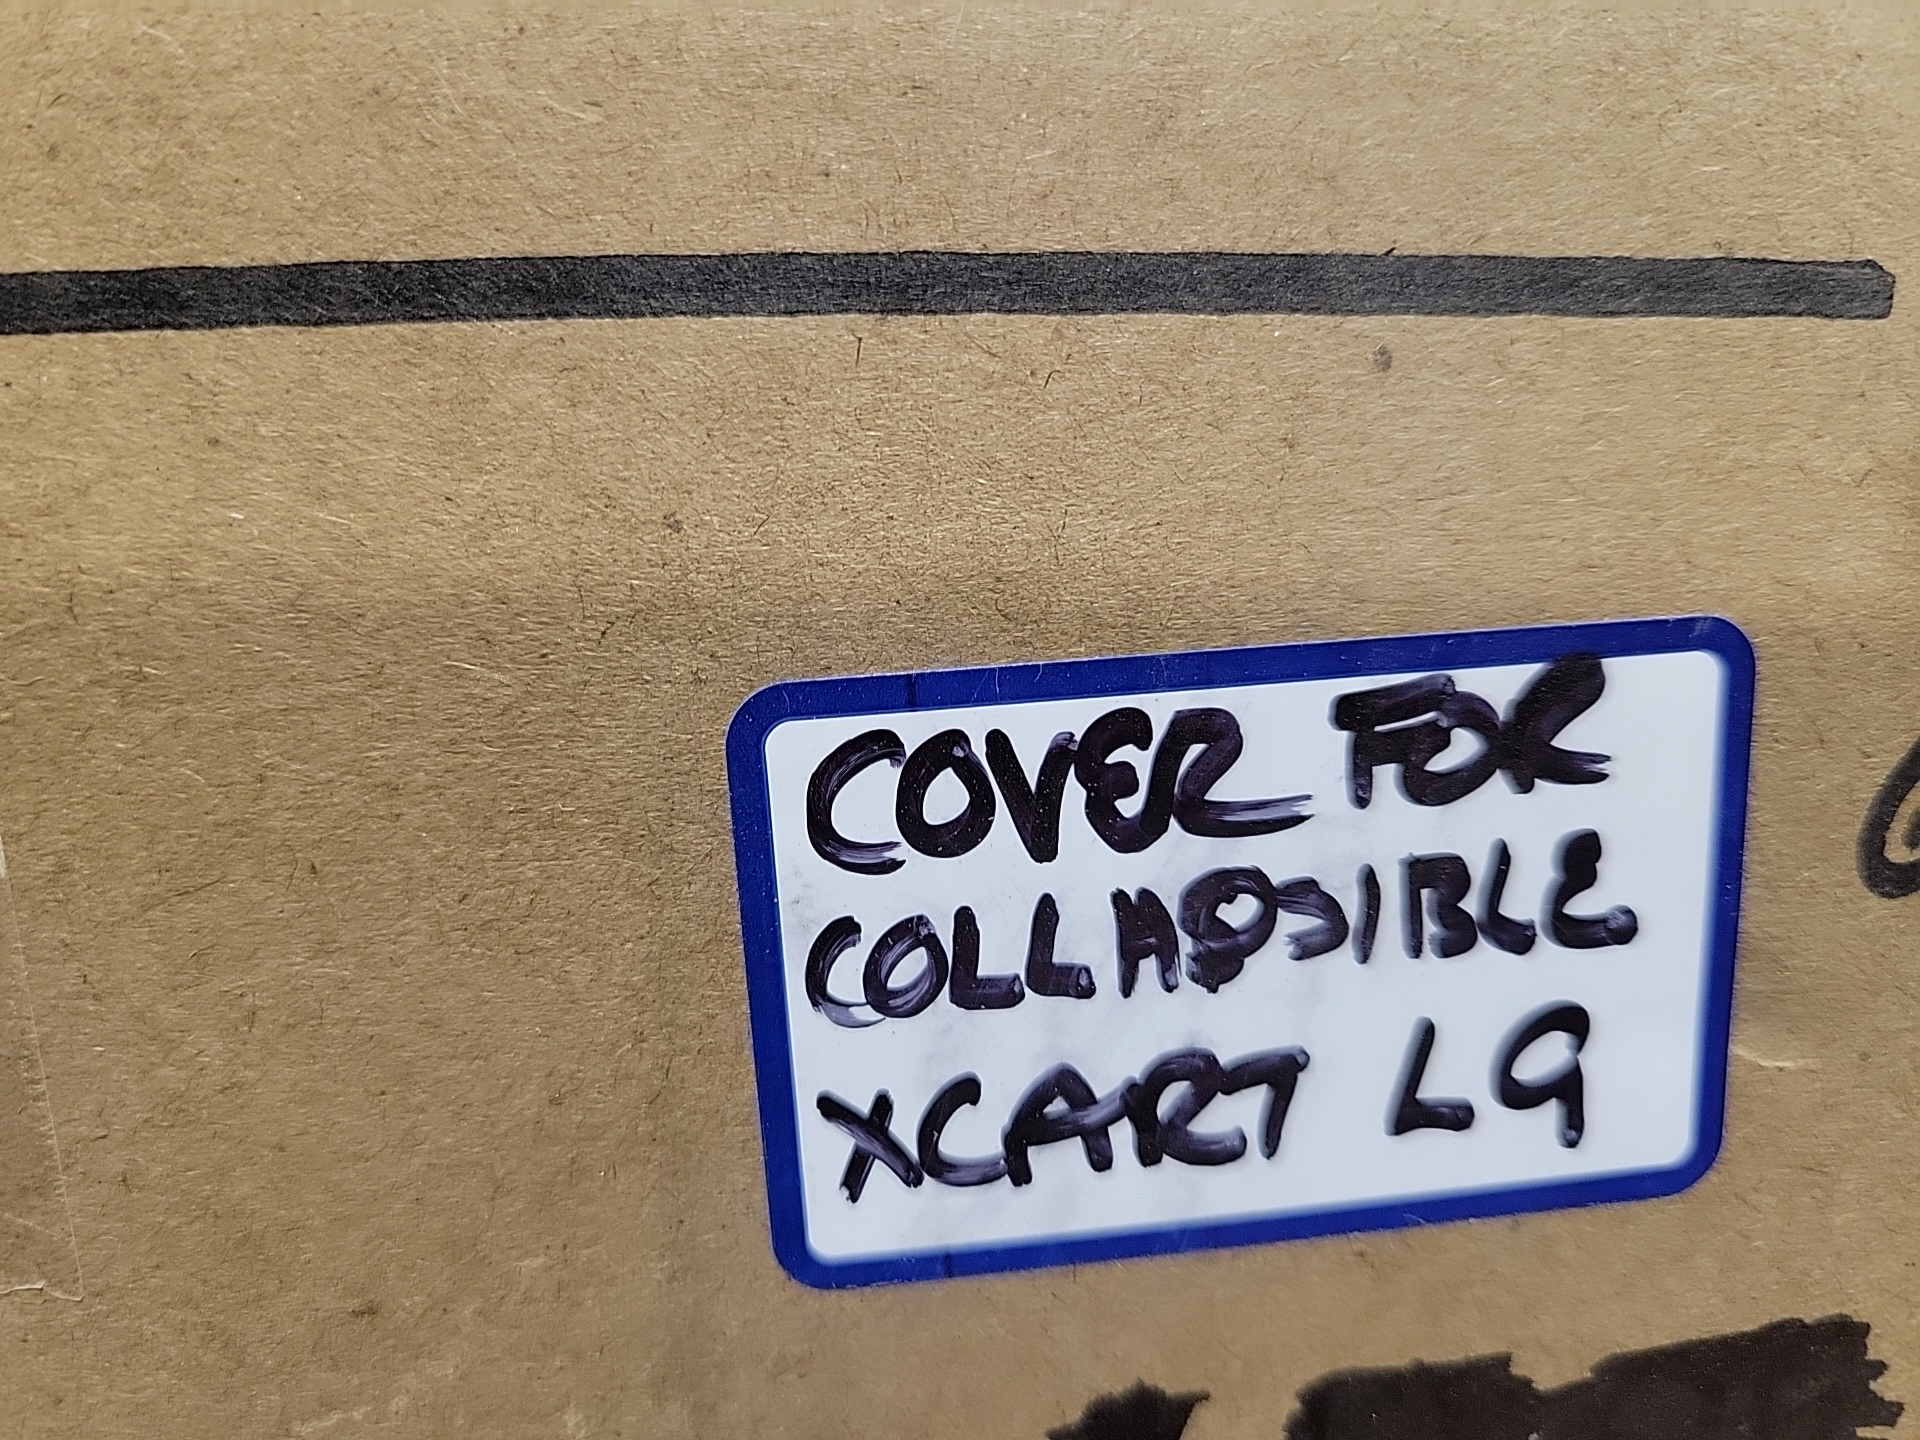 COVER FOR
COLLAPSIBLE
XCART LG